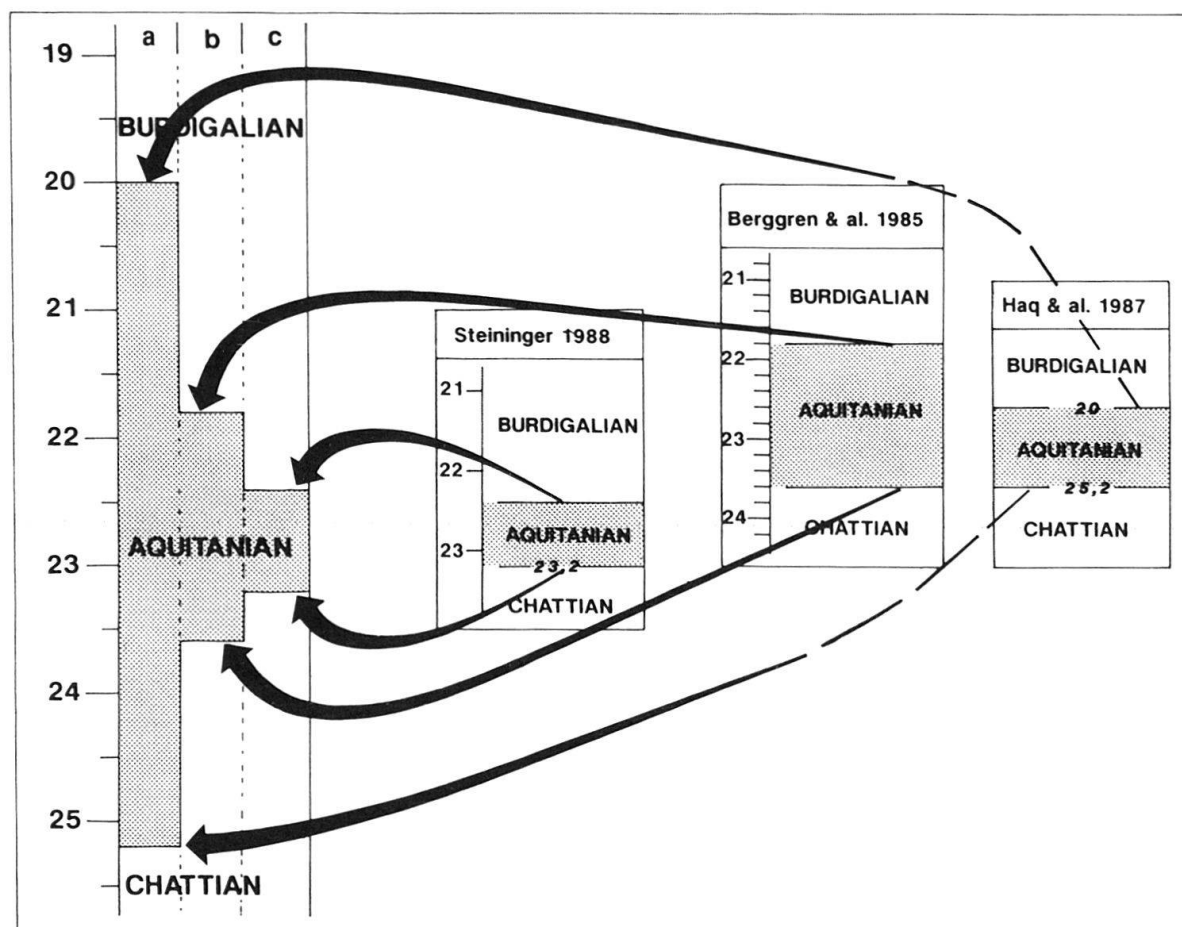 a b c
19
BURDIGALIAN
20
21
22
AQUITANIAN
23
24
25
CHATTIAN
Steininger 1988
21
BURDIGALIAN
22
AQUITANIAN
23
23,2
CHATTIAN
Berggren & al. 1985
21
BURDIGALIAN
22
AQUITANIAN
23
24
CHATTIAN
Haq & al. 1987
BURDIGALIAN
20
AQUITANIAN
25,2
CHATTIAN